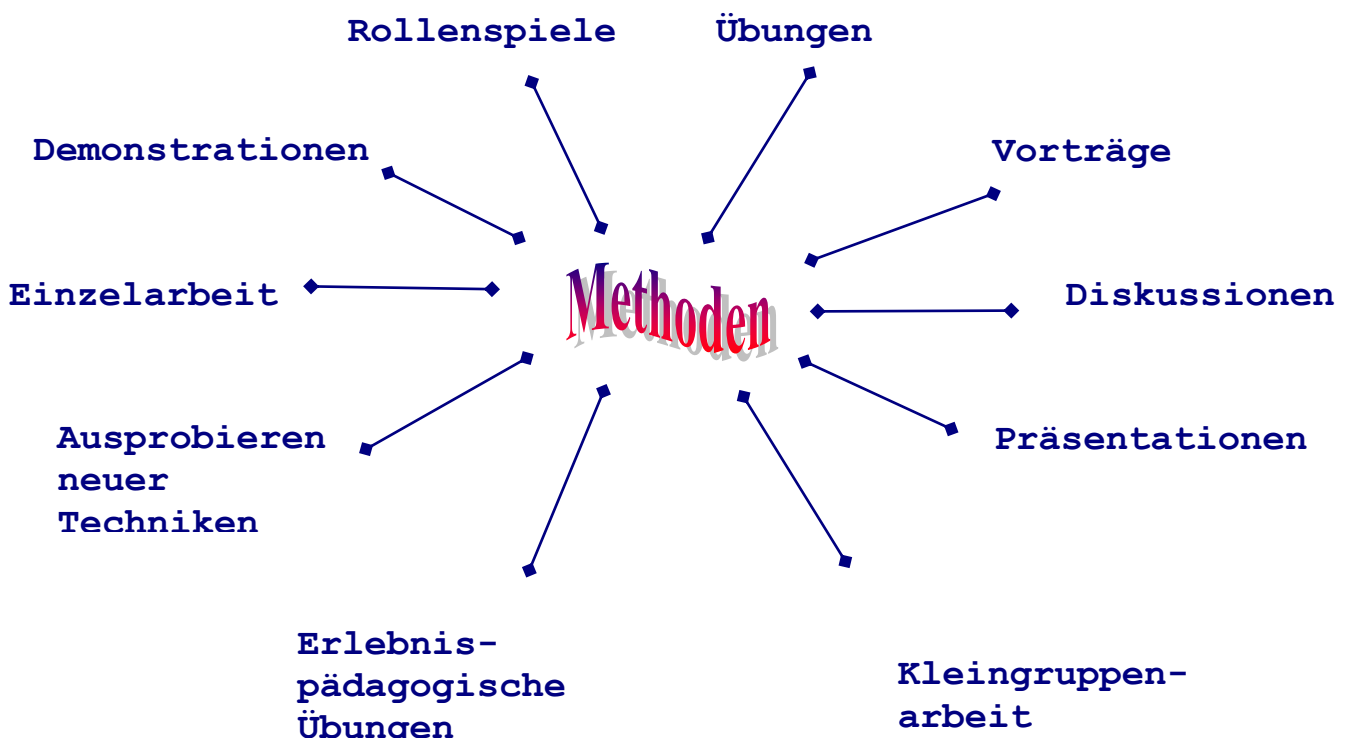 Rollenspiele
Übungen
Demonstrationen
Vorträge
Einzelarbeit
Methoden
Diskussionen
Ausprobieren
neuer
Techniken
Präsentationen
Erlebnis-
pädagogische
Übungen
Kleingruppen-
arbeit